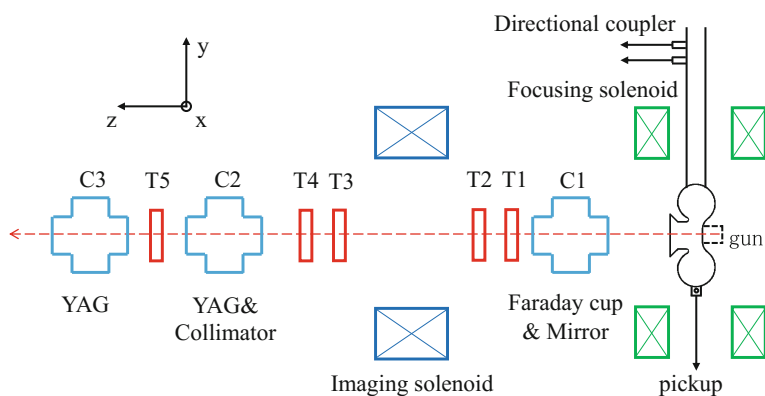 Directional coupler
y
Focusing solenoid
z
x
C3
T5
C2
T4
T3
T2
T1
C1
gun
YAG
YAG&
Collimator
Faraday cup
& Mirror
Imaging solenoid
pickup